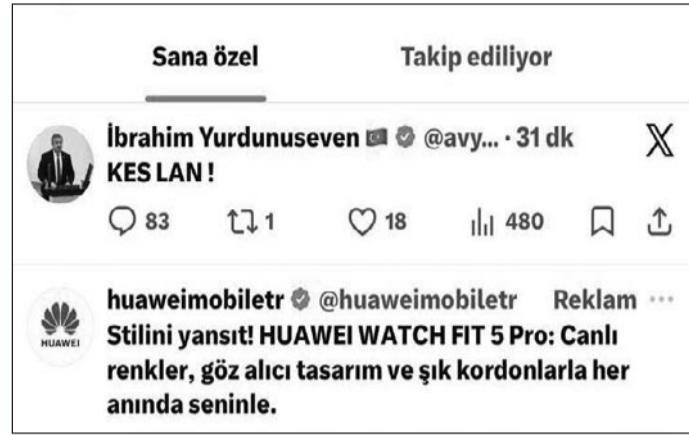 Sana özel
Takip ediliyor
İbrahim Yurdunuseven @avy... · 31 dk
KES LAN !
83 1 18 480
huaweimobiletr @huaweimobiletr Reklam ...
HUAWEI
Stilini yansıt! HUAWEI WATCH FIT 5 Pro: Canlı
renkler, göz alıcı tasarım ve şık kordonlarla her
anında seninle.